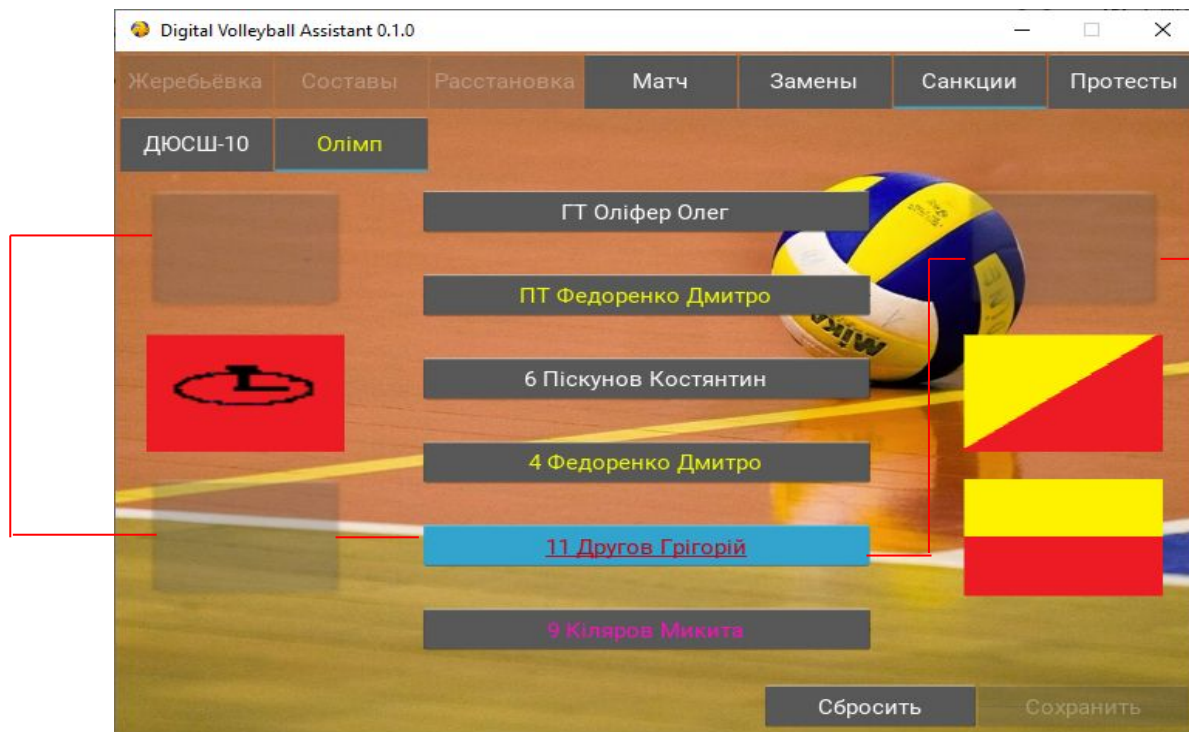 Digital Volleyball Assistant 0.1.0
Жеребьёвка Составы Расстановка Матч Замены Санкции Протесты
ДЮСШ-10 Олімп
ГТ Оліфер Олег
ПТ Федоренко Дмитро
6 Піскунов Костянтин
MIKA
4 Федоренко Дмитро
11 Другов Грігорій
9 Кіляров Микита
Сбросить Сохранить